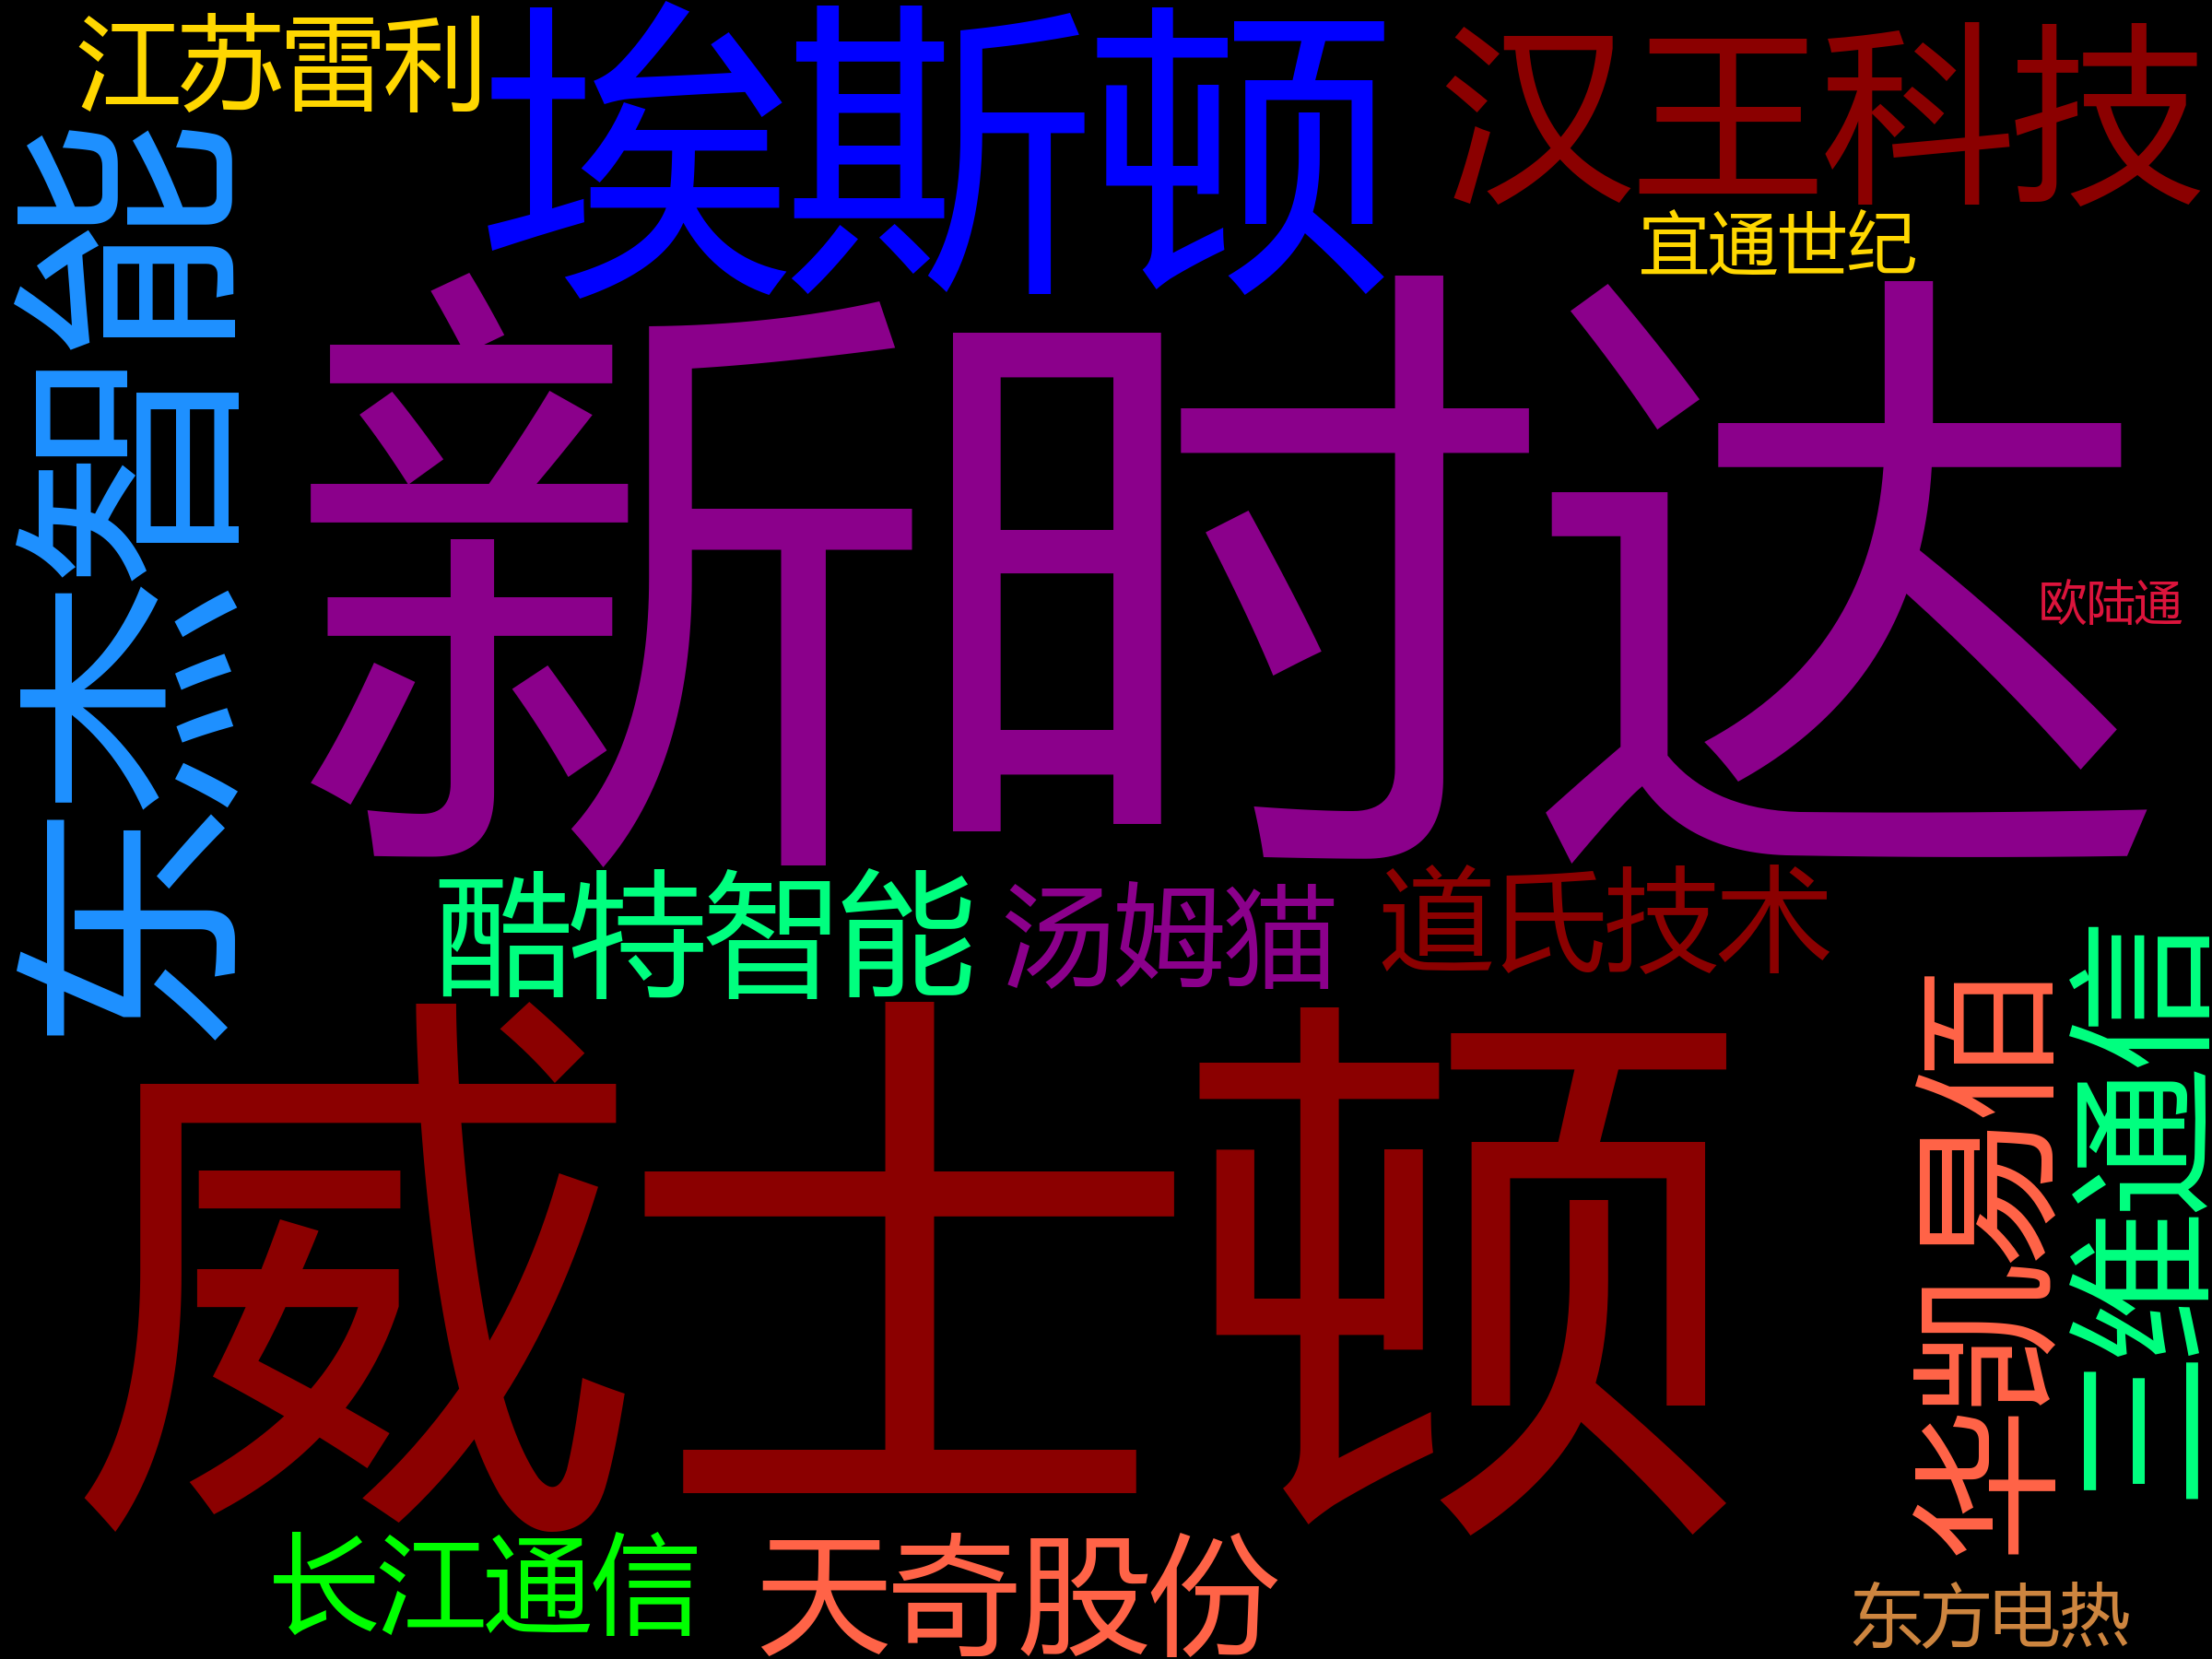 江苏雷利
埃斯顿
汉王科技
宜通世纪
东杰智能
新时达
欧陆通
酷特智能
汤姆猫
道氏技术
威士顿
华凯易佰
三维通信
长江通信
天奇股份
东方电热